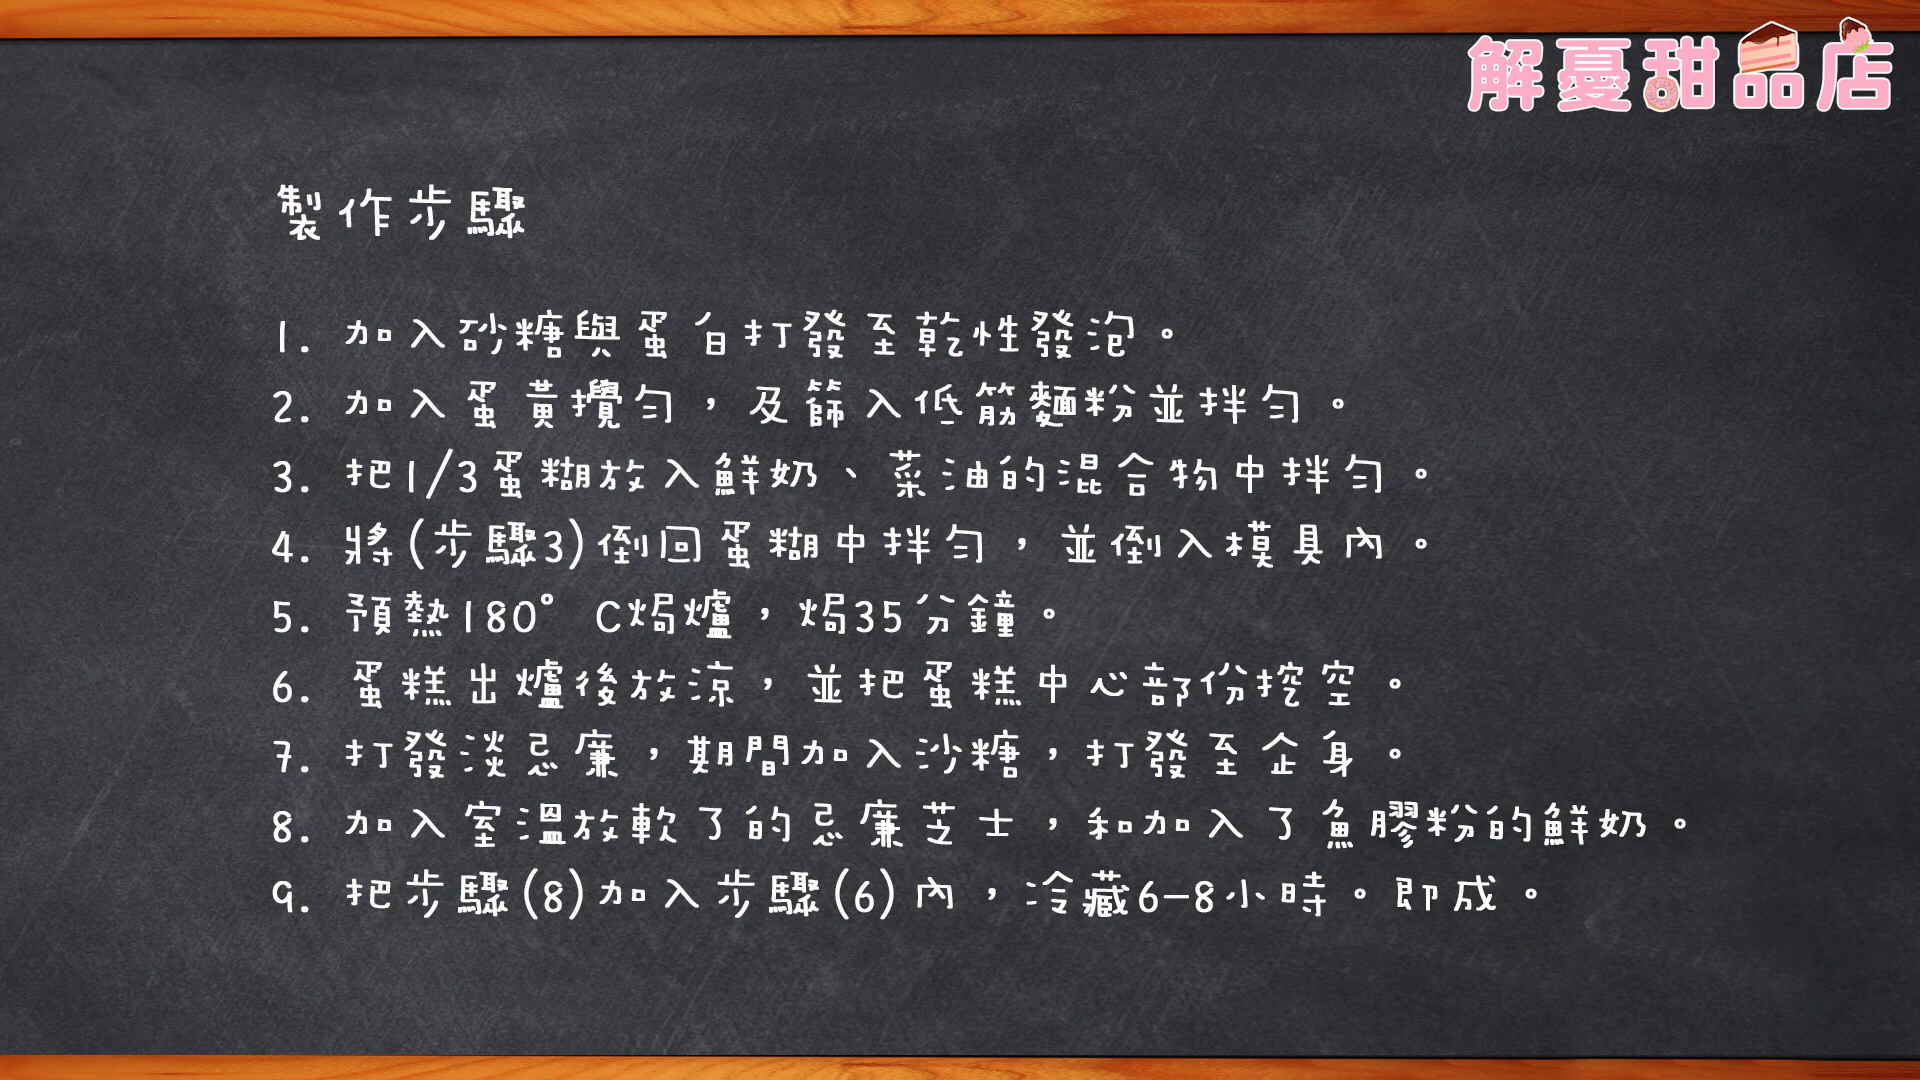 解憂甜品店
製作步驟
1. 加入砂糖與蛋白打發至乾性發泡。
2. 加入蛋黃攪勻，及篩入低筋麵粉並拌勻。
3. 把1/3蛋糊放入鮮奶、菜油的混合物中拌勻。
4. 將(步驟3)倒回蛋糊中拌勻，並倒入模具內。
5. 預熱180°C焗爐，焗35分鐘。
6. 蛋糕出爐後放涼，並把蛋糕中心部份挖空。
7. 打發淡忌廉，期間加入沙糖，打發至企身。
8. 加入室溫放軟了的忌廉芝士，和加入了魚膠粉的鮮奶。
9. 把步驟(8)加入步驟(6)內，冷藏6-8小時。即成。